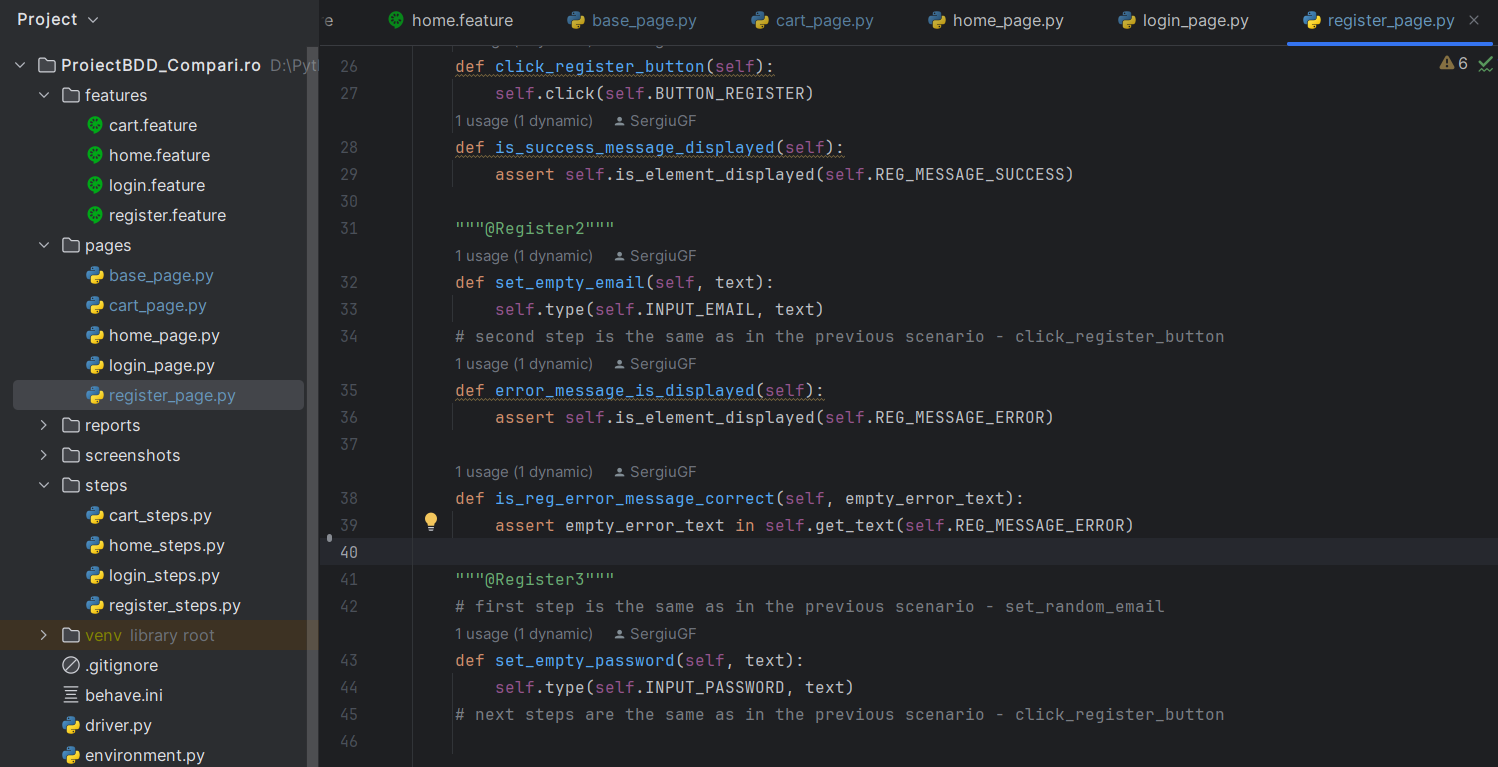 Project
ProiectBDD_Compari.ro D:\Pyt
features
cart.feature
home.feature
login.feature
register.feature
pages
base_page.py
cart_page.py
home_page.py
login_page.py
register_page.py
reports
screenshots
steps
cart_steps.py
home_steps.py
login_steps.py
register_steps.py
venv library root
.gitignore
behave.ini
driver.py
environment.py
e home.feature base_page.py cart_page.py home_page.py login_page.py register_page.py
6
26 def click_register_button(self):
27 self.click(self.BUTTON_REGISTER)
1 usage (1 dynamic) SergiuGF
28 def is_success_message_displayed(self):
29 assert self.is_element_displayed(self.REG_MESSAGE_SUCCESS)
30
31 """@Register2"""
1 usage (1 dynamic) SergiuGF
32 def set_empty_email(self, text):
33 self.type(self.INPUT_EMAIL, text)
34 # second step is the same as in the previous scenario - click_register_button
1 usage (1 dynamic) SergiuGF
35 def error_message_is_displayed(self):
36 assert self.is_element_displayed(self.REG_MESSAGE_ERROR)
37
1 usage (1 dynamic) SergiuGF
38 def is_reg_error_message_correct(self, empty_error_text):
39 assert empty_error_text in self.get_text(self.REG_MESSAGE_ERROR)
40
41 """@Register3"""
42 # first step is the same as in the previous scenario - set_random_email
1 usage (1 dynamic) SergiuGF
43 def set_empty_password(self, text):
44 self.type(self.INPUT_PASSWORD, text)
45 # next steps are the same as in the previous scenario - click_register_button
46